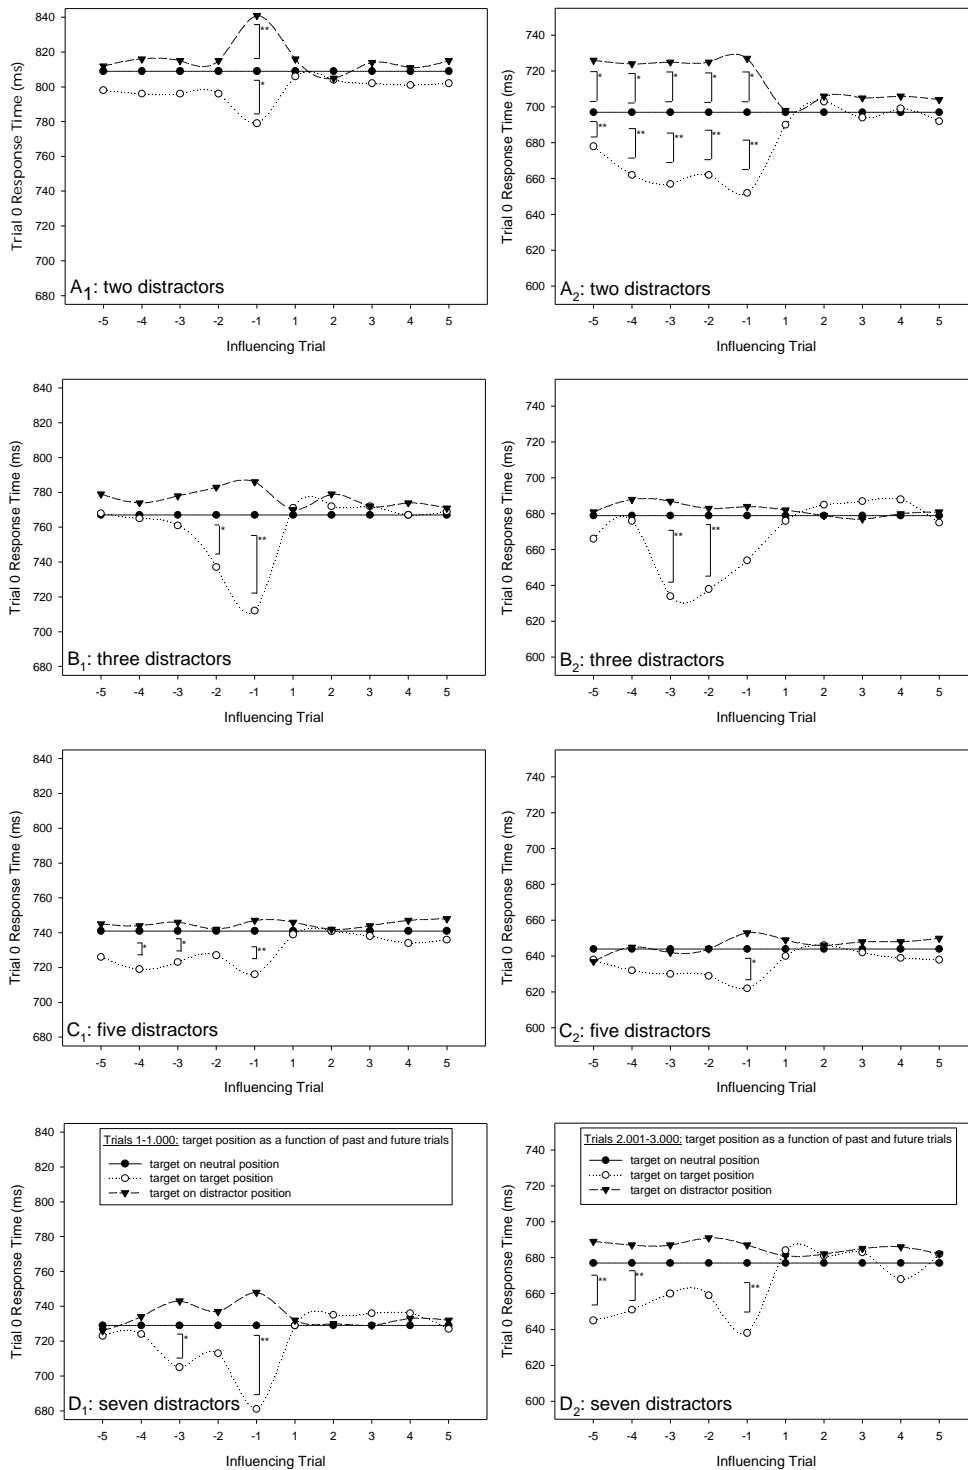 840
820
800
780
760
740
720
700
680
Trial 0 Response Time (ms)
** 
*
A1: two distractors
-5 -4 -3 -2 -1 1 2 3 4 5
Influencing Trial
740
720
700
680
660
640
620
600
Trial 0 Response Time (ms)
* * * * *
** ** ** ** **
A2: two distractors
-5 -4 -3 -2 -1 1 2 3 4 5
Influencing Trial
840
820
800
780
760
740
720
700
680
Trial 0 Response Time (ms)
* **
B1: three distractors
-5 -4 -3 -2 -1 1 2 3 4 5
Influencing Trial
740
720
700
680
660
640
620
600
Trial 0 Response Time (ms)
** **
B2: three distractors
-5 -4 -3 -2 -1 1 2 3 4 5
Influencing Trial
840
820
800
780
760
740
720
700
680
Trial 0 Response Time (ms)
* * **
C1: five distractors
-5 -4 -3 -2 -1 1 2 3 4 5
Influencing Trial
740
720
700
680
660
640
620
600
Trial 0 Response Time (ms)
*
C2: five distractors
-5 -4 -3 -2 -1 1 2 3 4 5
Influencing Trial
840
820
800
780
760
740
720
700
680
Trial 0 Response Time (ms)
Trials 1-1.000: target position as a function of past and future trials
target on neutral position
target on target position
target on distractor position
* **
D1: seven distractors
-5 -4 -3 -2 -1 1 2 3 4 5
Influencing Trial
740
720
700
680
660
640
620
600
Trial 0 Response Time (ms)
Trials 2.001-3.000: target position as a function of past and future trials
target on neutral position
target on target position
target on distractor position
** ** **
D2: seven distractors
-5 -4 -3 -2 -1 1 2 3 4 5
Influencing Trial